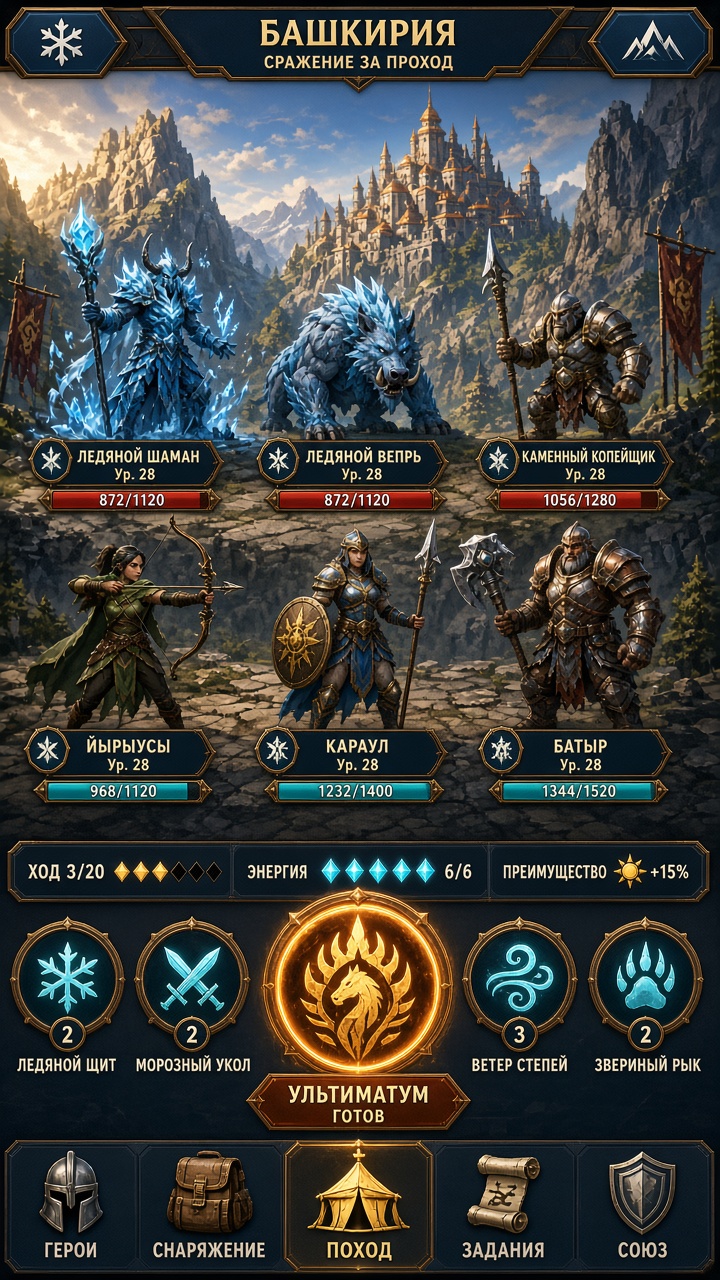 БАШКИРИЯ
СРАЖЕНИЕ ЗА ПРОХОД
ЛЕДЯНОЙ ШАМАН
Ур. 28
872/1120
ЛЕДЯНОЙ ВЕПРЬ
Ур. 28
872/1120
КАМЕННЫЙ КОПЕЙЩИК
Ур. 28
1056/1280
ЙЫРЫУСЫ
Ур. 28
968/1120
КАРАУЛ
Ур. 28
1232/1400
БАТЫР
Ур. 28
1344/1520
ХОД 3/20
ЭНЕРГИЯ 6/6
ПРЕИМУЩЕСТВО +15%
2
ЛЕДЯНОЙ ЩИТ
2
МОРОЗНЫЙ УКОЛ
УЛЬТИМАТУМ
ГОТОВ
3
ВЕТЕР СТЕПЕЙ
2
ЗВЕРИНЫЙ РЫК
ГЕРОИ
СНАРЯЖЕНИЕ
ПОХОД
ЗАДАНИЯ
СОЮЗ